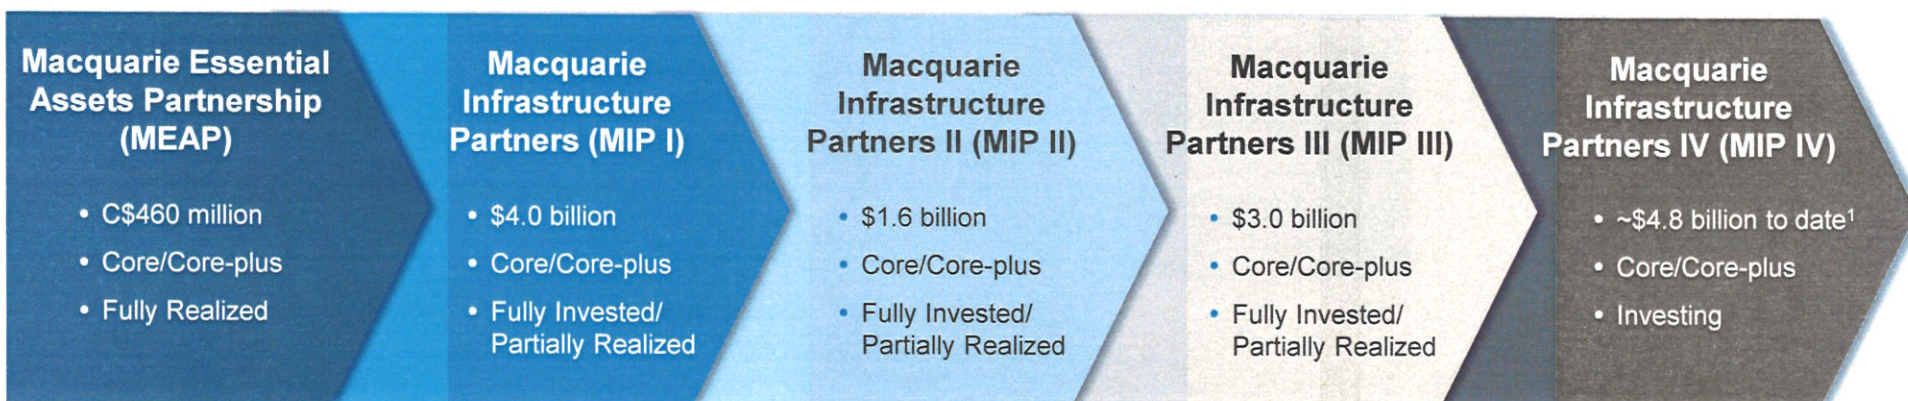 Macquarie Essential
Assets Partnership
(MEAP)
• C$460 million
• Core/Core-plus
• Fully Realized
Macquarie
Infrastructure
Partners (MIP I)
• $4.0 billion
• Core/Core-plus
• Fully Invested/
Partially Realized
Macquarie
Infrastructure
Partners II (MIP II)
• $1.6 billion
• Core/Core-plus
• Fully Invested/
Partially Realized
Macquarie
Infrastructure
Partners III (MIP III)
• $3.0 billion
• Core/Core-plus
• Fully Invested/
Partially Realized
Macquarie
Infrastructure
Partners IV (MIP IV)
• ~$4.8 billion to date¹
• Core/Core-plus
• Investing